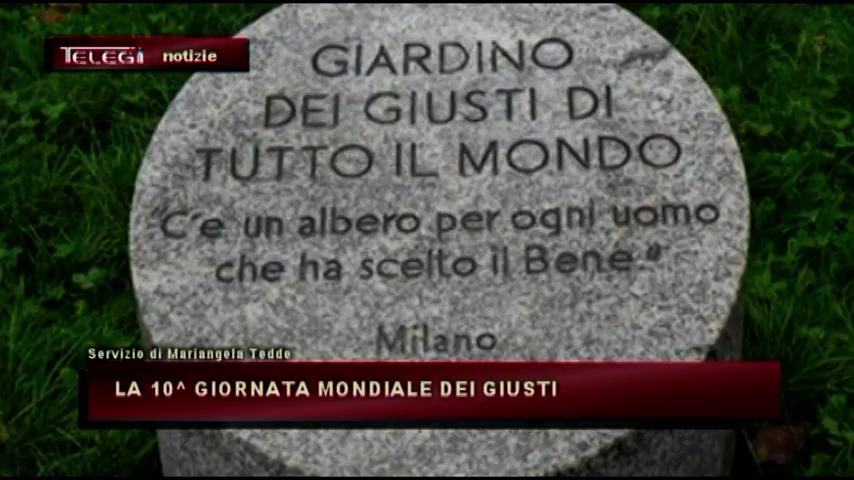 TELEGI notizie
GIARDINO
DEI GIUSTI DI
TUTTO IL MONDO
"C'e un albero per ogni uomo
che ha scelto il Bene"
Milano
Servizio di Mariangela Tedde
LA 10^ GIORNATA MONDIALE DEI GIUSTI